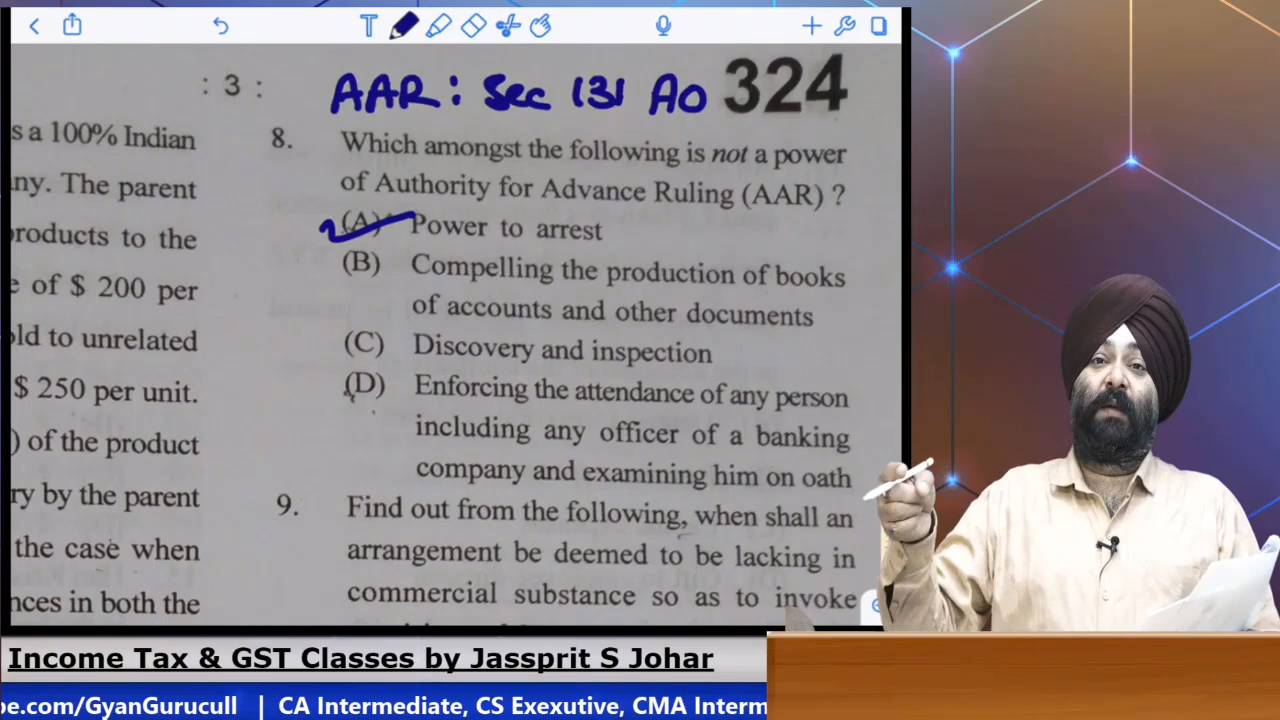 : 3 :
AAR : Sec 131 AO
324
s a 100% Indian
ny. The parent
products to the
e of $ 200 per
old to unrelated
$ 250 per unit.
) of the product
ry by the parent
the case when
nces in both the
8. Which amongst the following is not a power
of Authority for Advance Ruling (AAR) ?
(A) Power to arrest
(B) Compelling the production of books
of accounts and other documents
(C) Discovery and inspection
(D) Enforcing the attendance of any person
including any officer of a banking
company and examining him on oath
9. Find out from the following, when shall an
arrangement be deemed to be lacking in
commercial substance so as to invoke
Income Tax & GST Classes by Jassprit S Johar
be.com/GyanGurucull | CA Intermediate, CS Exexutive, CMA Interm